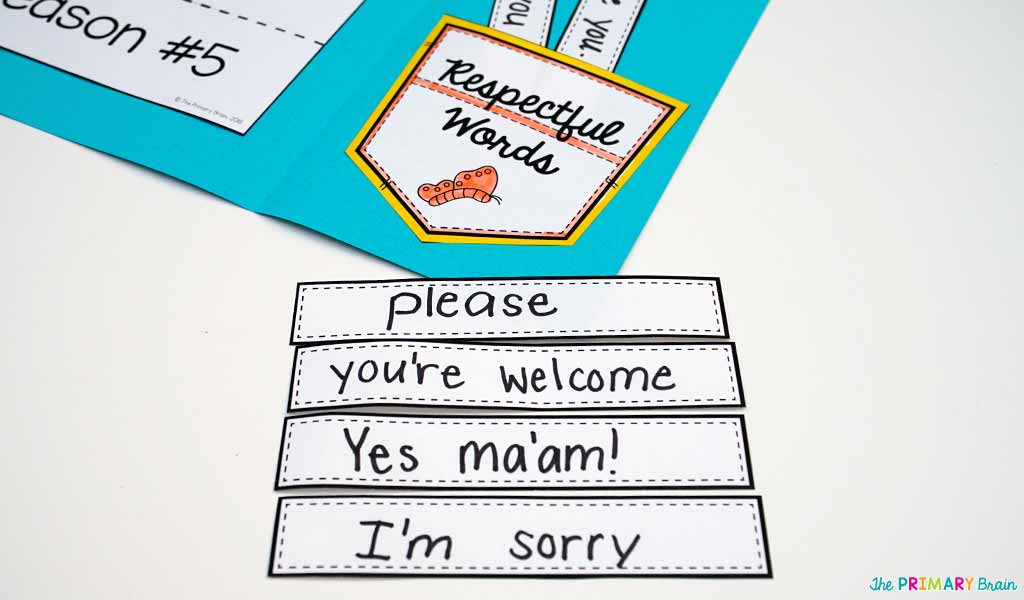 eason #5
© The Primary Brain, 2018
you
e you.
Respectful
Words
please
you're welcome
Yes ma'am!
I'm sorry
The PRIMARY Brain